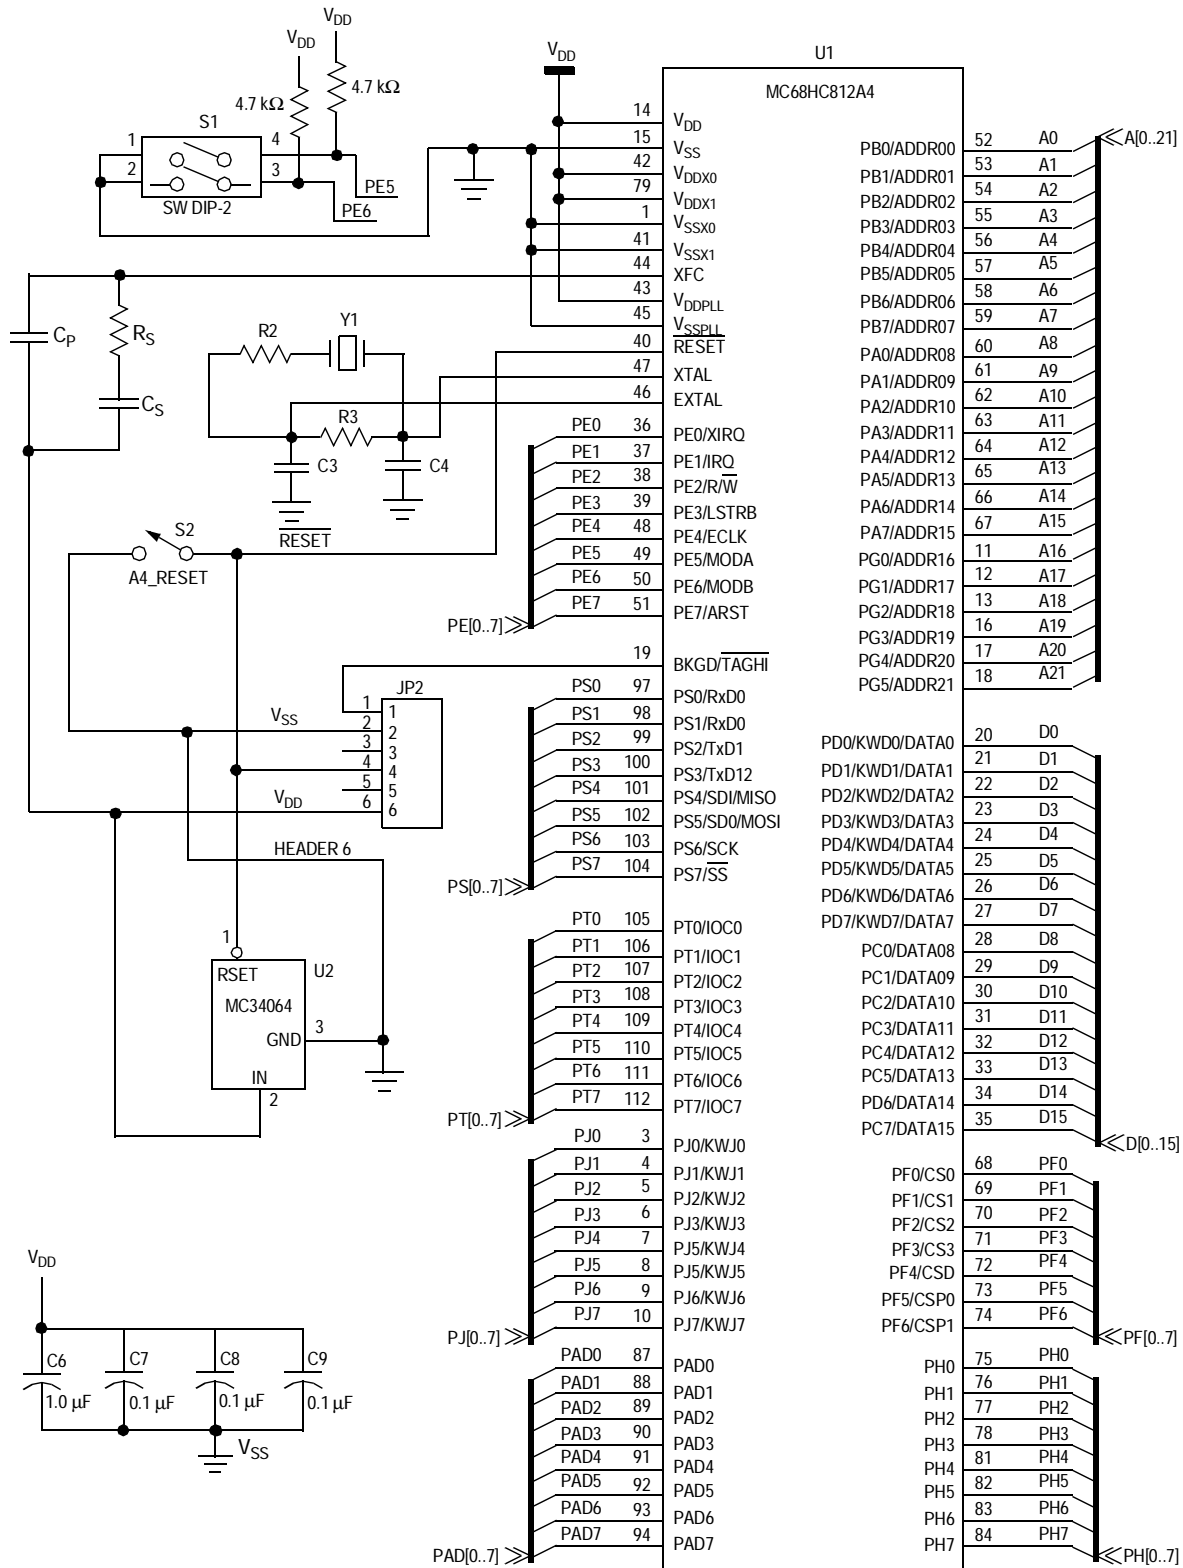 VDD
VDD
4.7 kΩ
4.7 kΩ
S1
1
4
2
3
SW DIP-2
PE5
PE6
CP
RS
CS
R2
Y1
R3
C3
C4
RESET
S2
A4_RESET
JP2
VSS
VDD
1 1
2 2
3 3
4 4
5 5
6 6
HEADER 6
1
RSET
U2
MC34064
GND
3
IN
2
VDD
C6
1.0 µF
C7
0.1 µF
C8
0.1 µF
C9
0.1 µF
VSS
VDD
U1
MC68HC812A4
14 VDD
15 VSS
42 VDDX0
79 VDDX1
1 VSSX0
41 VSSX1
44 XFC
43 VDDPLL
45 VSSPLL
40 RESET
47 XTAL
46 EXTAL
PE0 36 PE0/XIRQ
PE1 37 PE1/IRQ
PE2 38 PE2/R/W
PE3 39 PE3/LSTRB
PE4 48 PE4/ECLK
PE5 49 PE5/MODA
PE6 50 PE6/MODB
PE7 51 PE7/ARST
PE[0..7]
19 BKGD/TAGHI
PS0 97 PS0/RxD0
PS1 98 PS1/RxD0
PS2 99 PS2/TxD1
PS3 100 PS3/TxD12
PS4 101 PS4/SDI/MISO
PS5 102 PS5/SD0/MOSI
PS6 103 PS6/SCK
PS7 104 PS7/SS
PS[0..7]
PT0 105 PT0/IOC0
PT1 106 PT1/IOC1
PT2 107 PT2/IOC2
PT3 108 PT3/IOC3
PT4 109 PT4/IOC4
PT5 110 PT5/IOC5
PT6 111 PT6/IOC6
PT7 112 PT7/IOC7
PT[0..7]
PJ0 3 PJ0/KWJ0
PJ1 4 PJ1/KWJ1
PJ2 5 PJ2/KWJ2
PJ3 6 PJ3/KWJ3
PJ4 7 PJ5/KWJ4
PJ5 8 PJ5/KWJ5
PJ6 9 PJ6/KWJ6
PJ7 10 PJ7/KWJ7
PJ[0..7]
PAD0 87 PAD0
PAD1 88 PAD1
PAD2 89 PAD2
PAD3 90 PAD3
PAD4 91 PAD4
PAD5 92 PAD5
PAD6 93 PAD6
PAD7 94 PAD7
PAD[0..7]
PB0/ADDR00 52 A0
A[0..21]
PB1/ADDR01 53 A1
PB2/ADDR02 54 A2
PB3/ADDR03 55 A3
PB4/ADDR04 56 A4
PB5/ADDR05 57 A5
PB6/ADDR06 58 A6
PB7/ADDR07 59 A7
PA0/ADDR08 60 A8
PA1/ADDR09 61 A9
PA2/ADDR10 62 A10
PA3/ADDR11 63 A11
PA4/ADDR12 64 A12
PA5/ADDR13 65 A13
PA6/ADDR14 66 A14
PA7/ADDR15 67 A15
PG0/ADDR16 11 A16
PG1/ADDR17 12 A17
PG2/ADDR18 13 A18
PG3/ADDR19 16 A19
PG4/ADDR20 17 A20
PG5/ADDR21 18 A21
PD0/KWD0/DATA0 20 D0
PD1/KWD1/DATA1 21 D1
PD2/KWD2/DATA2 22 D2
PD3/KWD3/DATA3 23 D3
PD4/KWD4/DATA4 24 D4
PD5/KWD5/DATA5 25 D5
PD6/KWD6/DATA6 26 D6
PD7/KWD7/DATA7 27 D7
PC0/DATA08 28 D8
PC1/DATA09 29 D9
PC2/DATA10 30 D10
PC3/DATA11 31 D11
PC4/DATA12 32 D12
PC5/DATA13 33 D13
PD6/DATA14 34 D14
PC7/DATA15 35 D15
D[0..15]
PF0/CS0 68 PF0
PF1/CS1 69 PF1
PF2/CS2 70 PF2
PF3/CS3 71 PF3
PF4/CSD 72 PF4
PF5/CSP0 73 PF5
PF6/CSP1 74 PF6
PF[0..7]
PH0 75 PH0
PH1 76 PH1
PH2 77 PH2
PH3 78 PH3
PH4 81 PH4
PH5 82 PH5
PH6 83 PH6
PH7 84 PH7
PH[0..7]